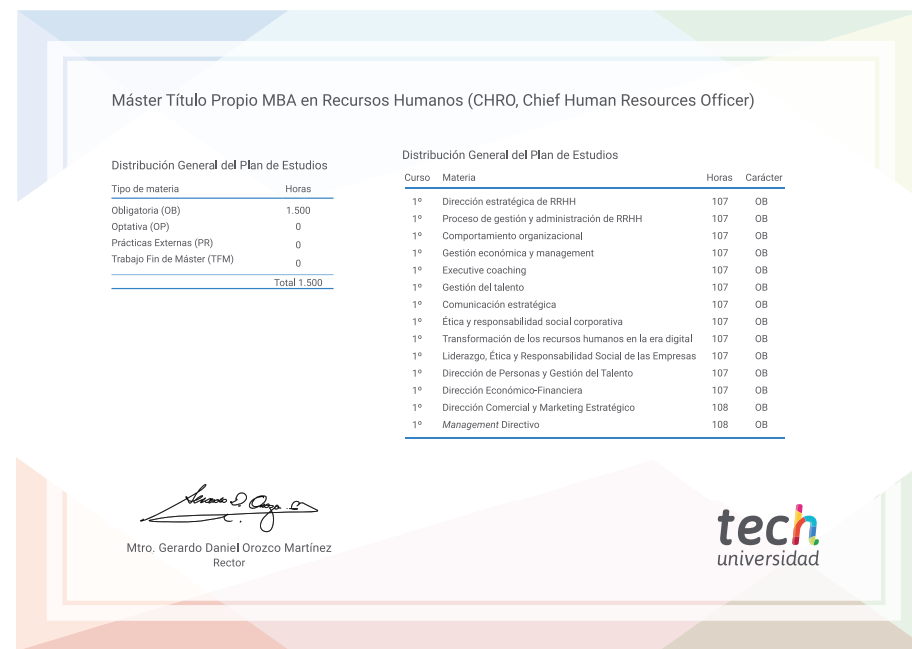 Máster Título Propio MBA en Recursos Humanos (CHRO, Chief Human Resources Officer)
Distribución General del Plan de Estudios
Tipo de materia Horas
Obligatoria (OB) 1.500
Optativa (OP) 0
Prácticas Externas (PR) 0
Trabajo Fin de Máster (TFM) 0
Total 1.500
Distribución General del Plan de Estudios
Curso Materia Horas Carácter
1º Dirección estratégica de RRHH 107 OB
1º Proceso de gestión y administración de RRHH 107 OB
1º Comportamiento organizacional 107 OB
1º Gestión económica y management 107 OB
1º Executive coaching 107 OB
1º Gestión del talento 107 OB
1º Comunicación estratégica 107 OB
1º Ética y responsabilidad social corporativa 107 OB
1º Transformación de los recursos humanos en la era digital 107 OB
1º Liderazgo, Ética y Responsabilidad Social de las Empresas 107 OB
1º Dirección de Personas y Gestión del Talento 107 OB
1º Dirección Económico-Financiera 107 OB
1º Dirección Comercial y Marketing Estratégico 108 OB
1º Management Directivo 108 OB
Mtro. Gerardo Daniel Orozco Martínez
Rector
tech
universidad